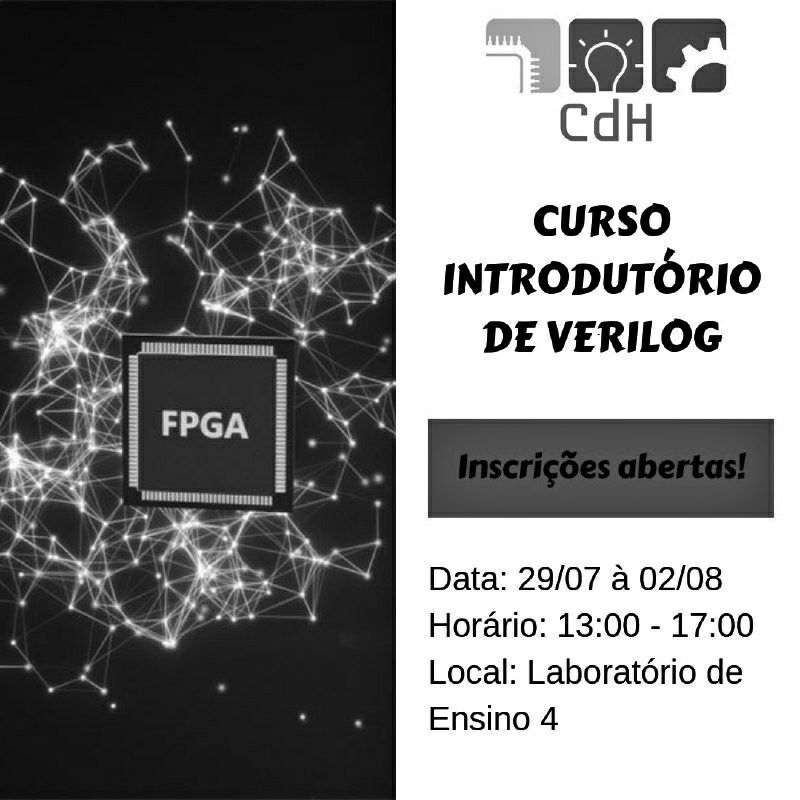 CdH
CURSO
INTRODUTÓRIO
DE VERILOG
FPGA
Inscrições abertas!
Data: 29/07 à 02/08
Horário: 13:00 - 17:00
Local: Laboratório de
Ensino 4